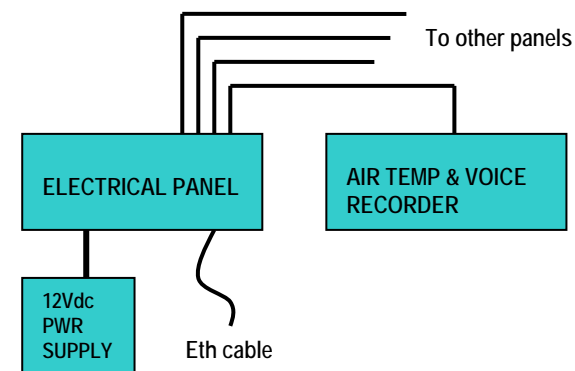 To other panels
ELECTRICAL PANEL
AIR TEMP & VOICE
RECORDER
12Vdc
PWR
SUPPLY
Eth cable